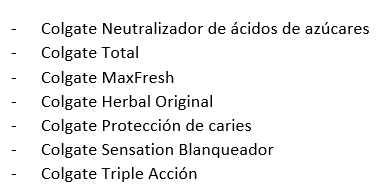 - Colgate Neutralizador de ácidos de azúcares
- Colgate Total
- Colgate MaxFresh
- Colgate Herbal Original
- Colgate Protección de caries
- Colgate Sensation Blanqueador
- Colgate Triple Acción